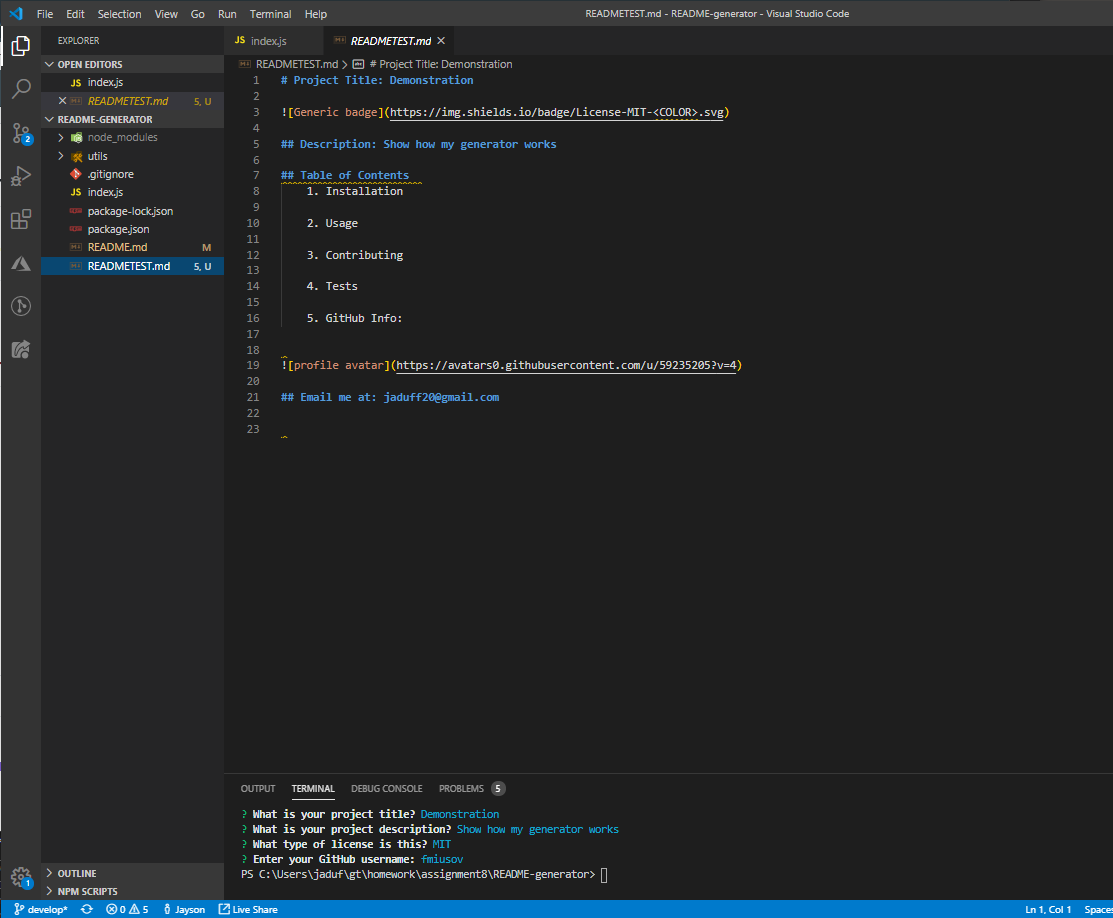 File Edit Selection View Go Run Terminal Help READMETEST.md - README-generator - Visual Studio Code
EXPLORER
OPEN EDITORS
JS index.js
READMETEST.md 5, U
README-GENERATOR
node_modules
utils
.gitignore
JS index.js
package-lock.json
package.json
README.md M
READMETEST.md 5, U
OUTLINE
NPM SCRIPTS
2
1
JS index.js READMETEST.md
READMETEST.md > # Project Title: Demonstration
1 # Project Title: Demonstration
2
3 ![Generic badge](https://img.shields.io/badge/License-MIT-<COLOR>.svg)
4
5 ## Description: Show how my generator works
6
7 ## Table of Contents
8 1. Installation
9
10 2. Usage
11
12 3. Contributing
13
14 4. Tests
15
16 5. GitHub Info:
17
18
19 ![profile avatar](https://avatars0.githubusercontent.com/u/59235205?v=4)
20
21 ## Email me at: jaduff20@gmail.com
22
23
OUTPUT TERMINAL DEBUG CONSOLE PROBLEMS 5
? What is your project title? Demonstration
? What is your project description? Show how my generator works
? What type of license is this? MIT
? Enter your GitHub username: fmiusov
PS C:\Users\jaduf\gt\homework\assignment8\README-generator>
develop* 0 5 Jayson Live Share Ln 1, Col 1 Spaces